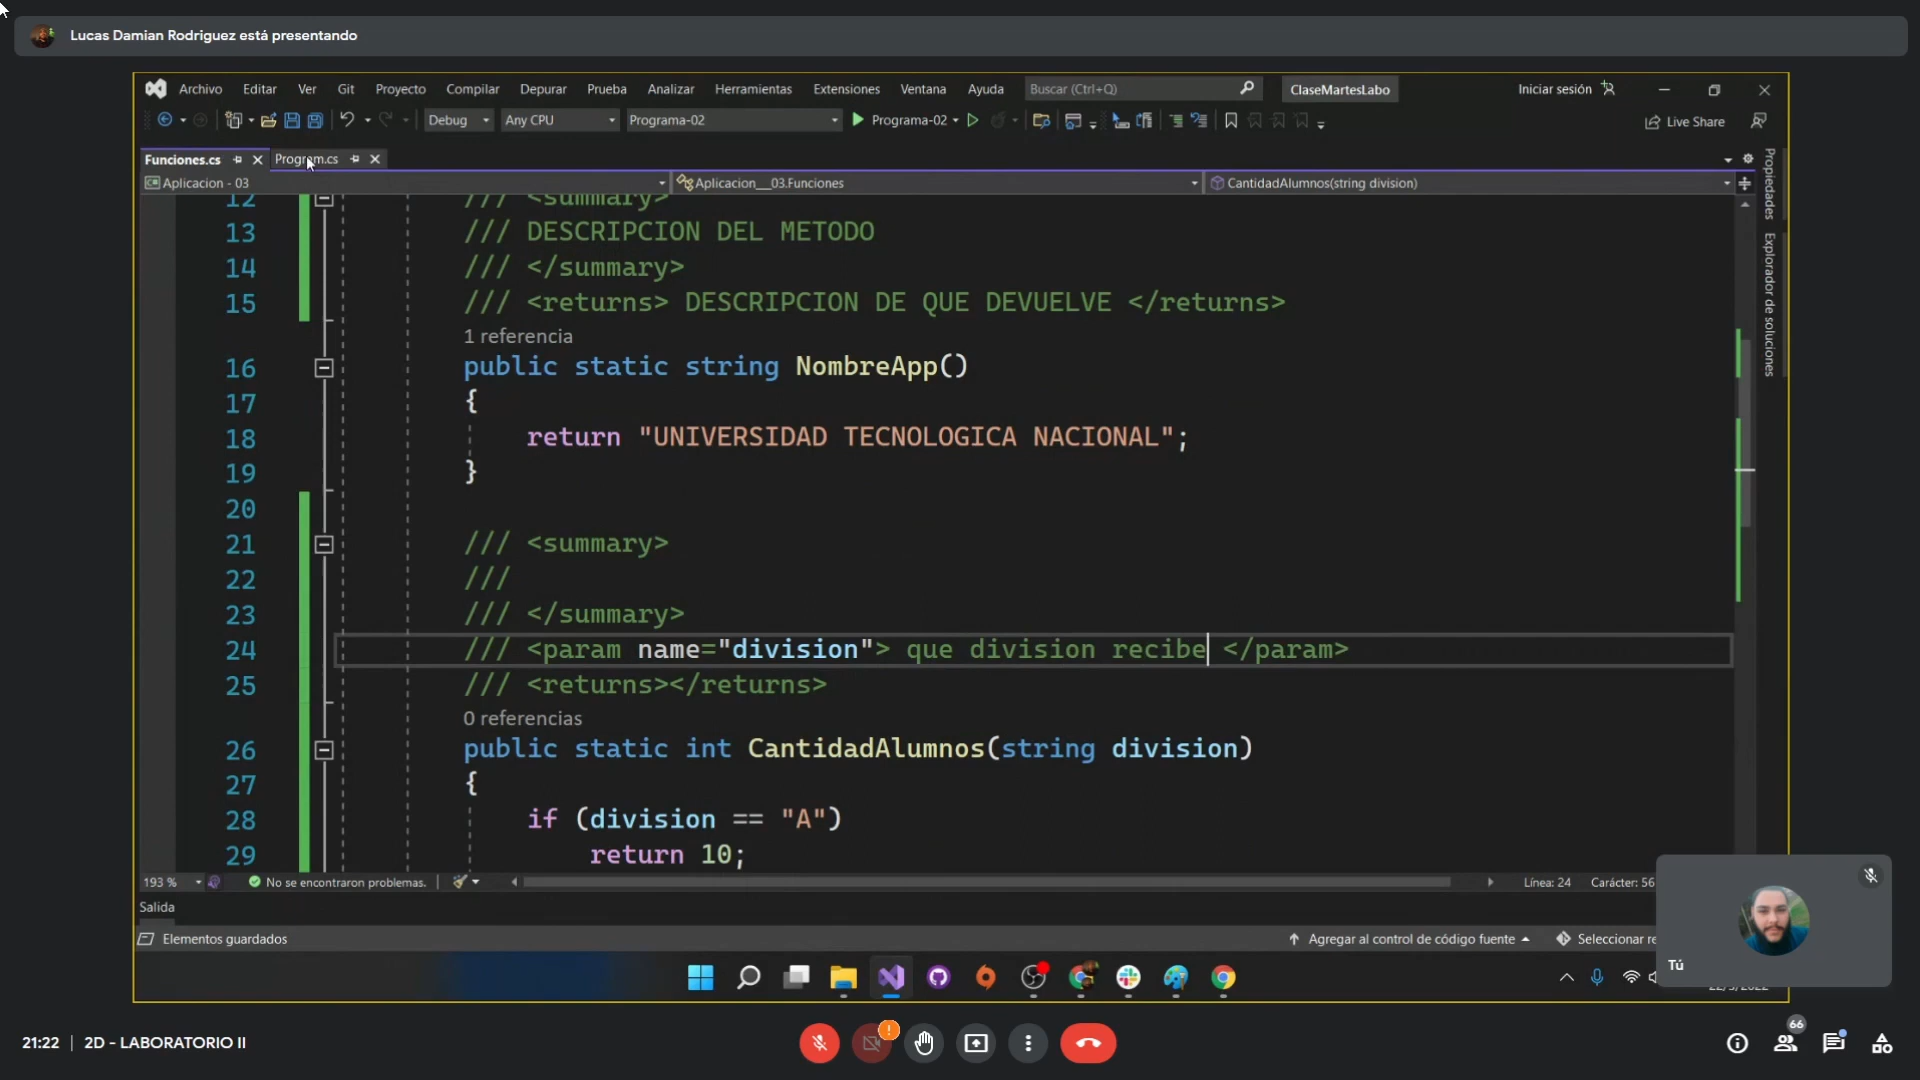 Lucas Damian Rodriguez está presentando
Archivo Editar Ver Git Proyecto Compilar Depurar Prueba Analizar Herramientas Extensiones Ventana Ayuda Buscar (Ctrl+Q) ClaseMartesLabo Iniciar sesión
Debug Any CPU Programa-02 Programa-02 Live Share
Funciones.cs Program.cs
Aplicacion - 03 Aplicacion__03.Funciones CantidadAlumnos(string division)
Propiedades
Explorador de soluciones
12 /// <summary>
13 /// DESCRIPCION DEL METODO
14 /// </summary>
15 /// <returns> DESCRIPCION DE QUE DEVUELVE </returns>
1 referencia
16 public static string NombreApp()
17 {
18 return "UNIVERSIDAD TECNOLOGICA NACIONAL";
19 }
20
21 /// <summary>
22 ///
23 /// </summary>
24 /// <param name="division"> que division recibe </param>
25 /// <returns></returns>
0 referencias
26 public static int CantidadAlumnos(string division)
27 {
28 if (division == "A")
29 return 10;
193 % No se encontraron problemas. Línea: 24 Carácter: 56
Salida
Elementos guardados Agregar al control de código fuente Seleccionar re
Tú
21:22 | 2D - LABORATORIO II
66